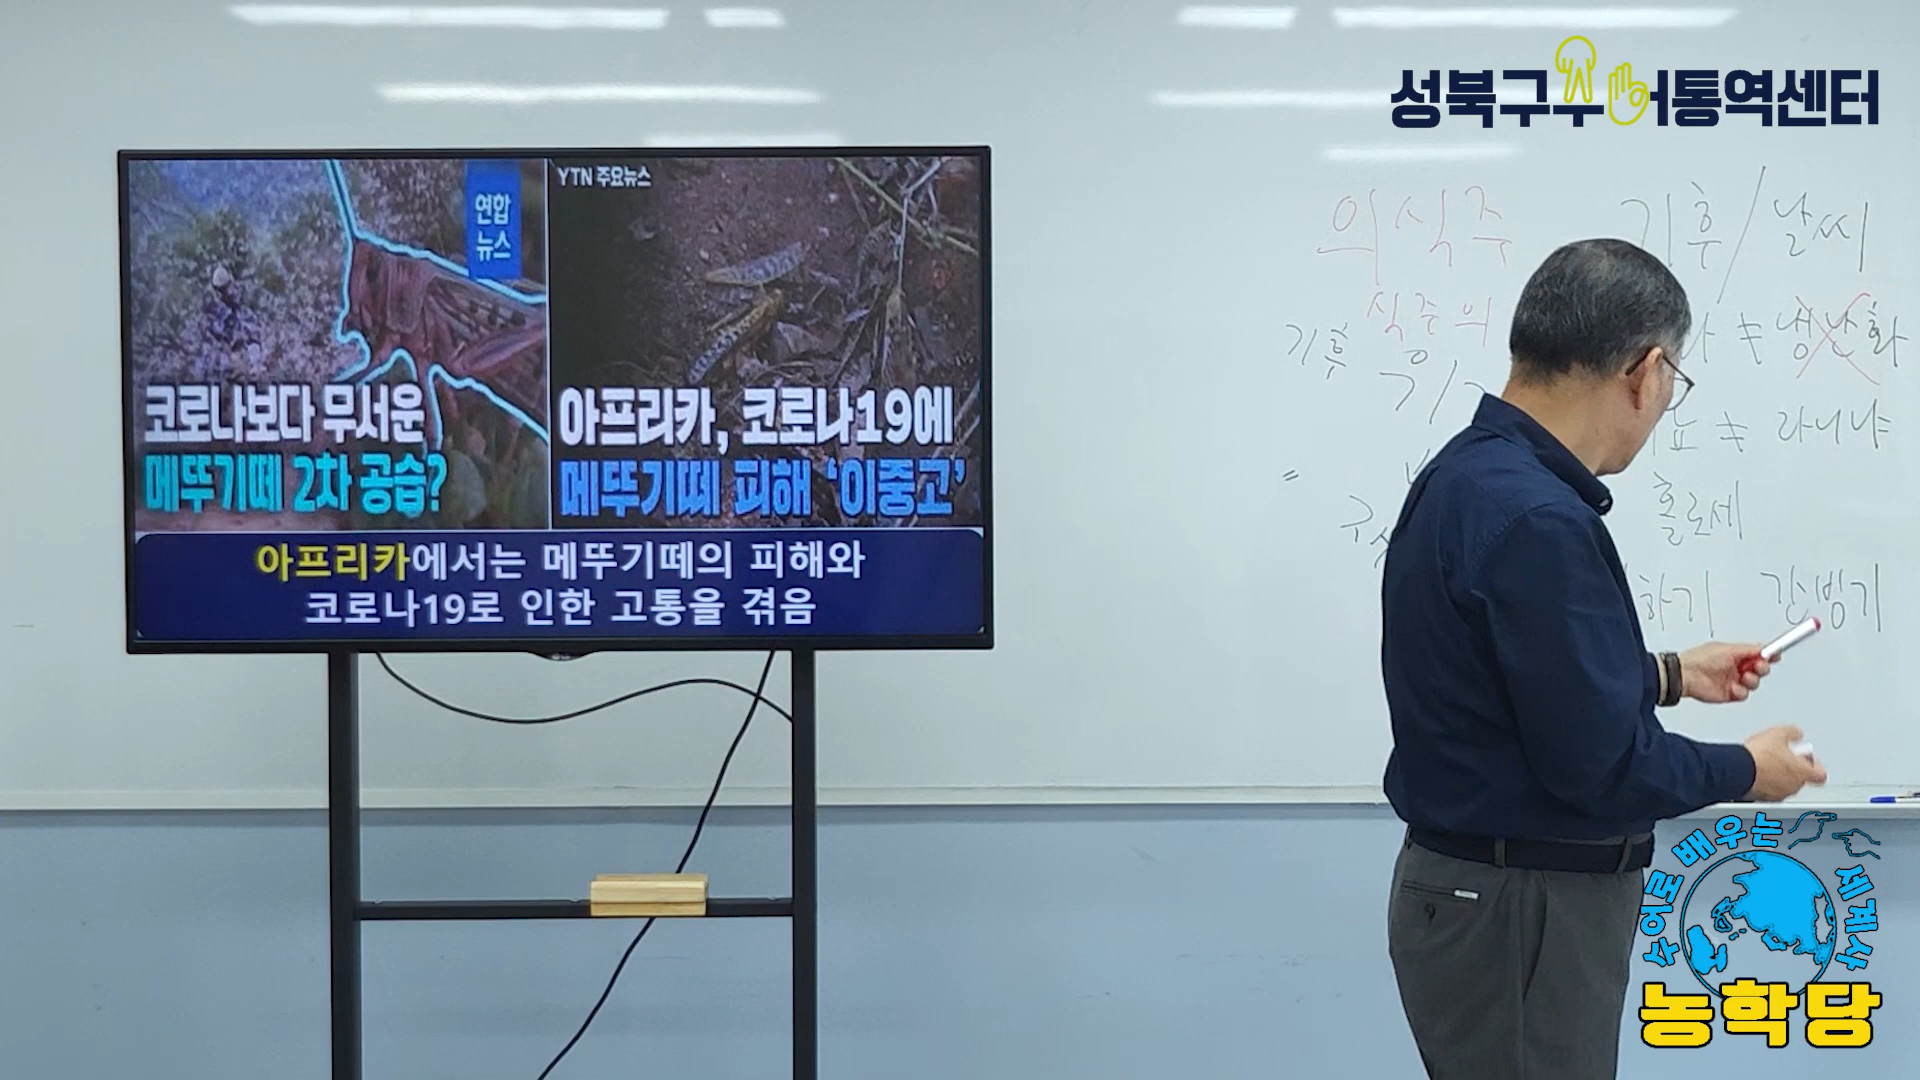 성북구수어통역센터
연합
뉴스
코로나보다 무서운
메뚜기떼 2차 공습?
YTN 주요뉴스
아프리카, 코로나19에
메뚜기떼 피해 '이중고'
아프리카에서는 메뚜기떼의 피해와
코로나19로 인한 고통을 겪음
의식주
기후/날씨
식주의
기후
≠ 냉난화
≠ 라니냐
홀로세
하기 간빙기
수어로 배우는 세계사
농학당